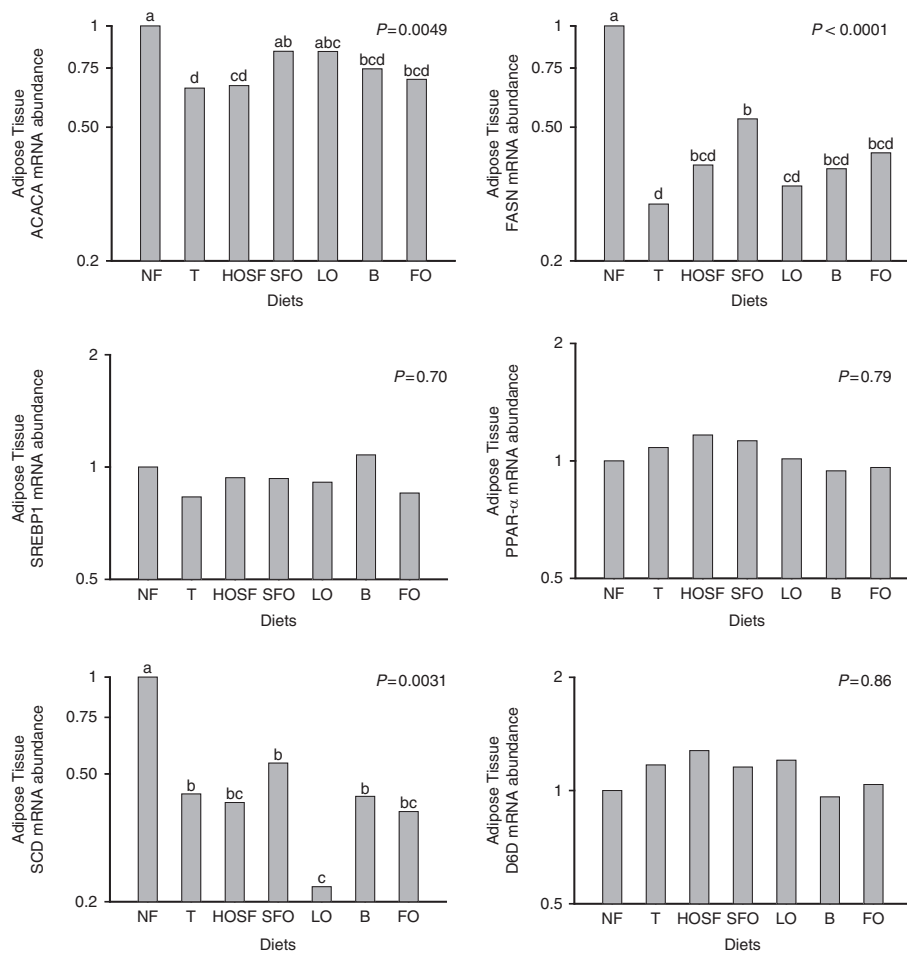 Adipose Tissue
ACACA mRNA abundance
1
0.75
0.50
0.2
P=0.0049
a
d
cd
ab
abc
bcd
bcd
NF T HOSF SFO LO B FO
Diets
Adipose Tissue
FASN mRNA abundance
1
0.75
0.50
0.2
P<0.0001
a
d
bcd
b
cd
bcd
bcd
NF T HOSF SFO LO B FO
Diets
Adipose Tissue
SREBP1 mRNA abundance
2
1
0.5
P=0.70
NF T HOSF SFO LO B FO
Diets
Adipose Tissue
PPAR-α mRNA abundance
2
1
0.5
P=0.79
NF T HOSF SFO LO B FO
Diets
Adipose Tissue
SCD mRNA abundance
1
0.75
0.50
0.2
P=0.0031
a
b
bc
b
c
b
bc
NF T HOSF SFO LO B FO
Diets
Adipose Tissue
D6D mRNA abundance
2
1
0.5
P=0.86
NF T HOSF SFO LO B FO
Diets